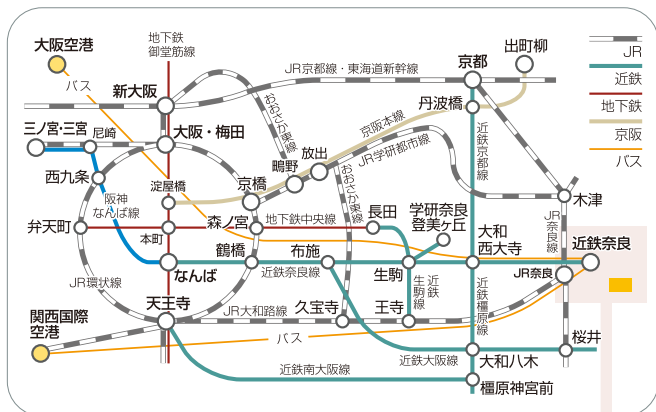 大阪空港
地下鉄
御堂筋線
バス
新大阪
JR京都線・東海道新幹線
京都
出町柳
JR
近鉄
地下鉄
京阪
バス
三ノ宮・三宮
尼崎
大阪・梅田
おおさか東線
鴫野
放出
京阪本線
JR学研都市線
丹波橋
近鉄京都線
西九条
淀屋橋
京橋
おおさか東線
木津
阪神
なんば線
弁天町
本町
森ノ宮
地下鉄中央線
長田
学研奈良
登美ヶ丘
大和
西大寺
JR奈良線
近鉄奈良
なんば
鶴橋
近鉄奈良線
布施
生駒
近鉄
生駒線
JR奈良
JR環状線
天王寺
JR大和路線
久宝寺
王寺
近鉄橿原線
関西国際
空港
バス
近鉄大阪線
大和八木
桜井
近鉄南大阪線
橿原神宮前